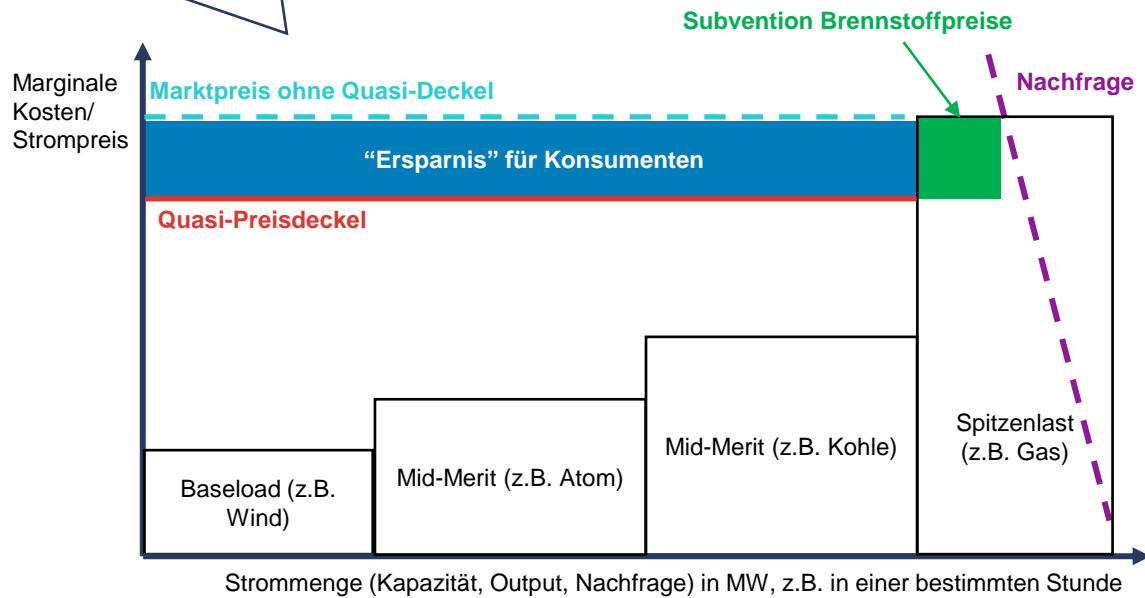 Subvention Brennstoffpreise
Marginale
Kosten/
Strompreis
Marktpreis ohne Quasi-Deckel
Nachfrage
“Ersparnis” für Konsumenten
Quasi-Preisdeckel
Baseload (z.B.
Wind)
Mid-Merit (z.B. Atom)
Mid-Merit (z.B. Kohle)
Spitzenlast
(z.B. Gas)
Strommenge (Kapazität, Output, Nachfrage) in MW, z.B. in einer bestimmten Stunde